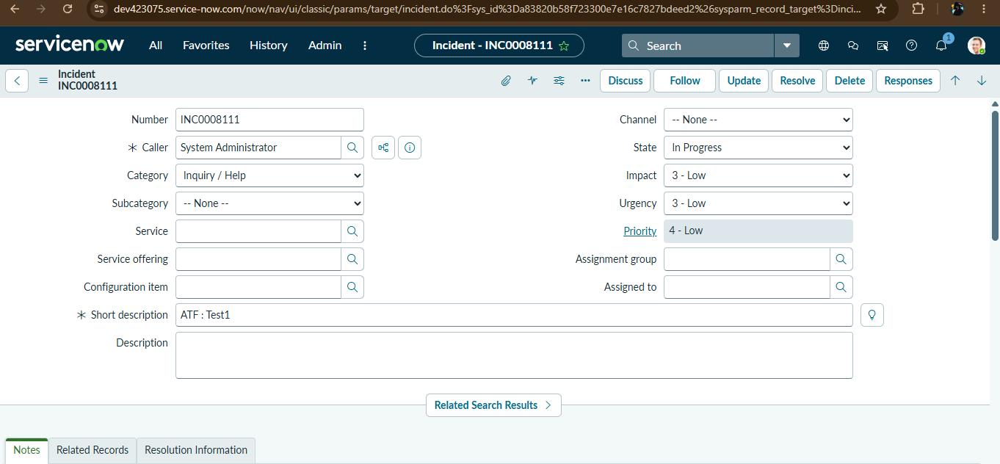 dev423075.service-now.com/now/nav/ui/classic/params/target/incident.do%3Fsys_id%3Da83820b58f723300e7e16c7827bdeed2%26sysparm_record_target%3Dinci...
servicenow All Favorites History Admin Incident - INC0008111 Search 1
Incident
INC0008111
Discuss Follow Update Resolve Delete Responses
Number INC0008111 Channel -- None --
Caller System Administrator State In Progress
Category Inquiry / Help Impact 3 - Low
Subcategory -- None -- Urgency 3 - Low
Service Priority 4 - Low
Service offering Assignment group
Configuration item Assigned to
Short description ATF : Test1
Description
Related Search Results
Notes Related Records Resolution Information